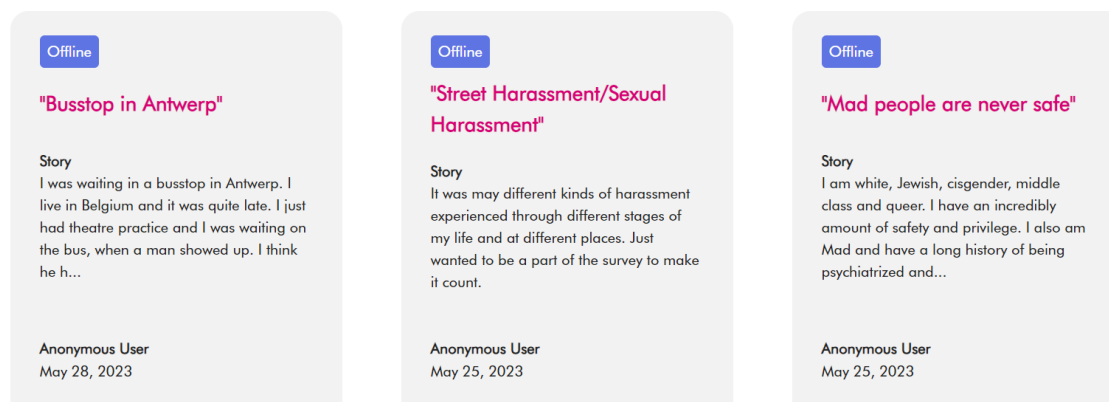 Offline
"Busstop in Antwerp"
Story
I was waiting in a busstop in Antwerp. I
live in Belgium and it was quite late. I just
had theatre practice and I was waiting on
the bus, when a man showed up. I think
he h...
Anonymous User
May 28, 2023
Offline
"Street Harassment/Sexual
Harassment"
Story
It was may different kinds of harassment
experienced through different stages of
my life and at different places. Just
wanted to be a part of the survey to make
it count.
Anonymous User
May 25, 2023
Offline
"Mad people are never safe"
Story
I am white, Jewish, cisgender, middle
class and queer. I have an incredibly
amount of safety and privilege. I also am
Mad and have a long history of being
psychiatrized and...
Anonymous User
May 25, 2023